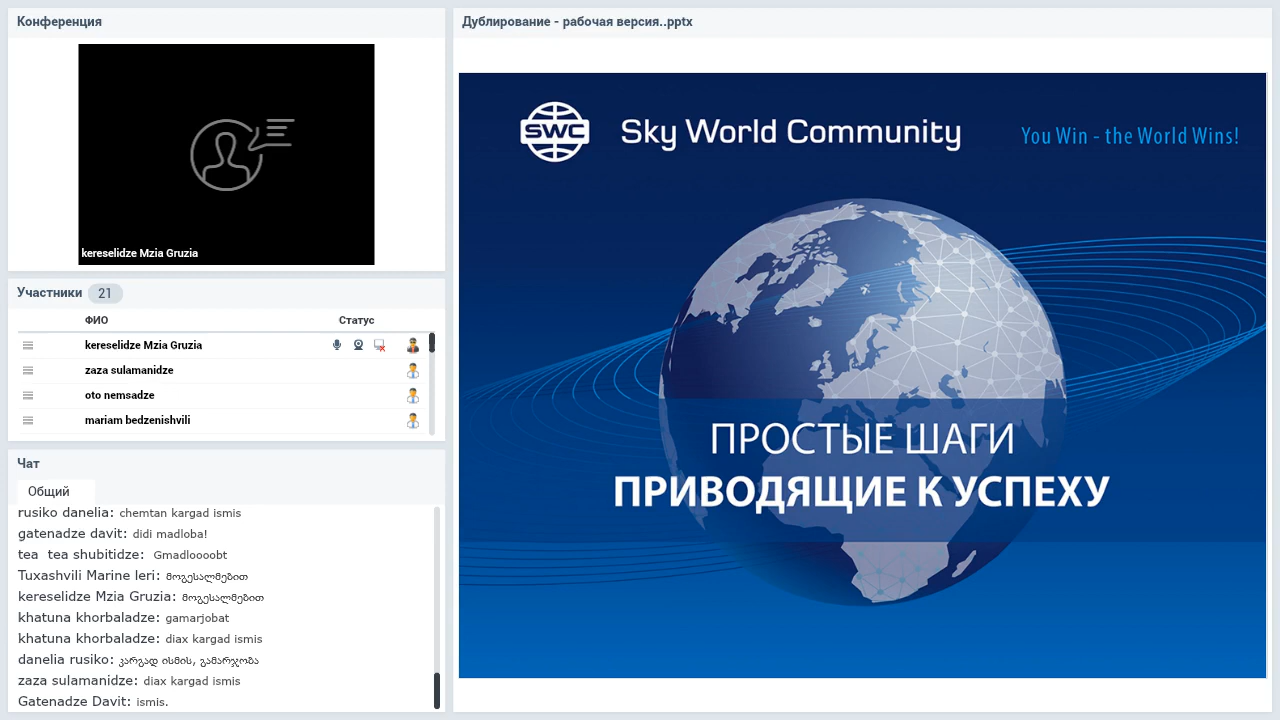 Конференция
kereselidze Mzia Gruzia
Участники 21
ФИО Статус
kereselidze Mzia Gruzia
zaza sulamanidze
oto nemsadze
mariam bedzenishvili
Чат
Общий
rusiko danelia: chemtan kargad ismis
gatenadze davit: didi madloba!
tea tea shubitidze: Gmadloooobt
Tuxashvili Marine leri: მოგესალმებით
kereselidze Mzia Gruzia: მოგესალმებით
khatuna khorbaladze: gamarjobat
khatuna khorbaladze: diax kargad ismis
danelia rusiko: კარგად ისმის, გამარჯობა
zaza sulamanidze: diax kargad ismis
Gatenadze Davit: ismis.
Дублирование - рабочая версия..pptx
SWC Sky World Community
You Win - the World Wins!
ПРОСТЫЕ ШАГИ
ПРИВОДЯЩИЕ К УСПЕХУ